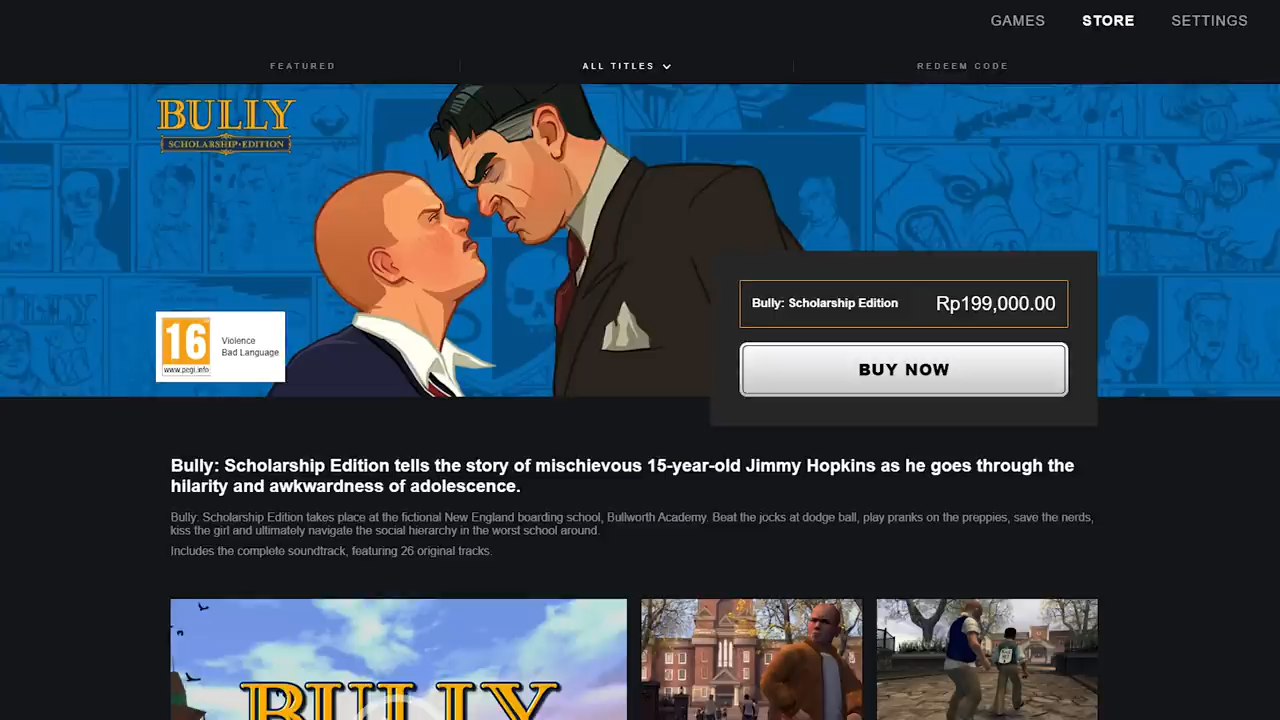 GAMES
STORE
SETTINGS
FEATURED
ALL TITLES
REDEEM CODE
BULLY
SCHOLARSHIP•EDITION
Bully: Scholarship Edition
Rp199,000.00
BUY NOW
16
www.pegi.info
Violence
Bad Language
Bully: Scholarship Edition tells the story of mischievous 15-year-old Jimmy Hopkins as he goes through the
hilarity and awkwardness of adolescence.
Bully: Scholarship Edition takes place at the fictional New England boarding school, Bullworth Academy. Beat the jocks at dodge ball, play pranks on the preppies, save the nerds,
kiss the girl and ultimately navigate the social hierarchy in the worst school around.
Includes the complete soundtrack, featuring 26 original tracks.
BULLY